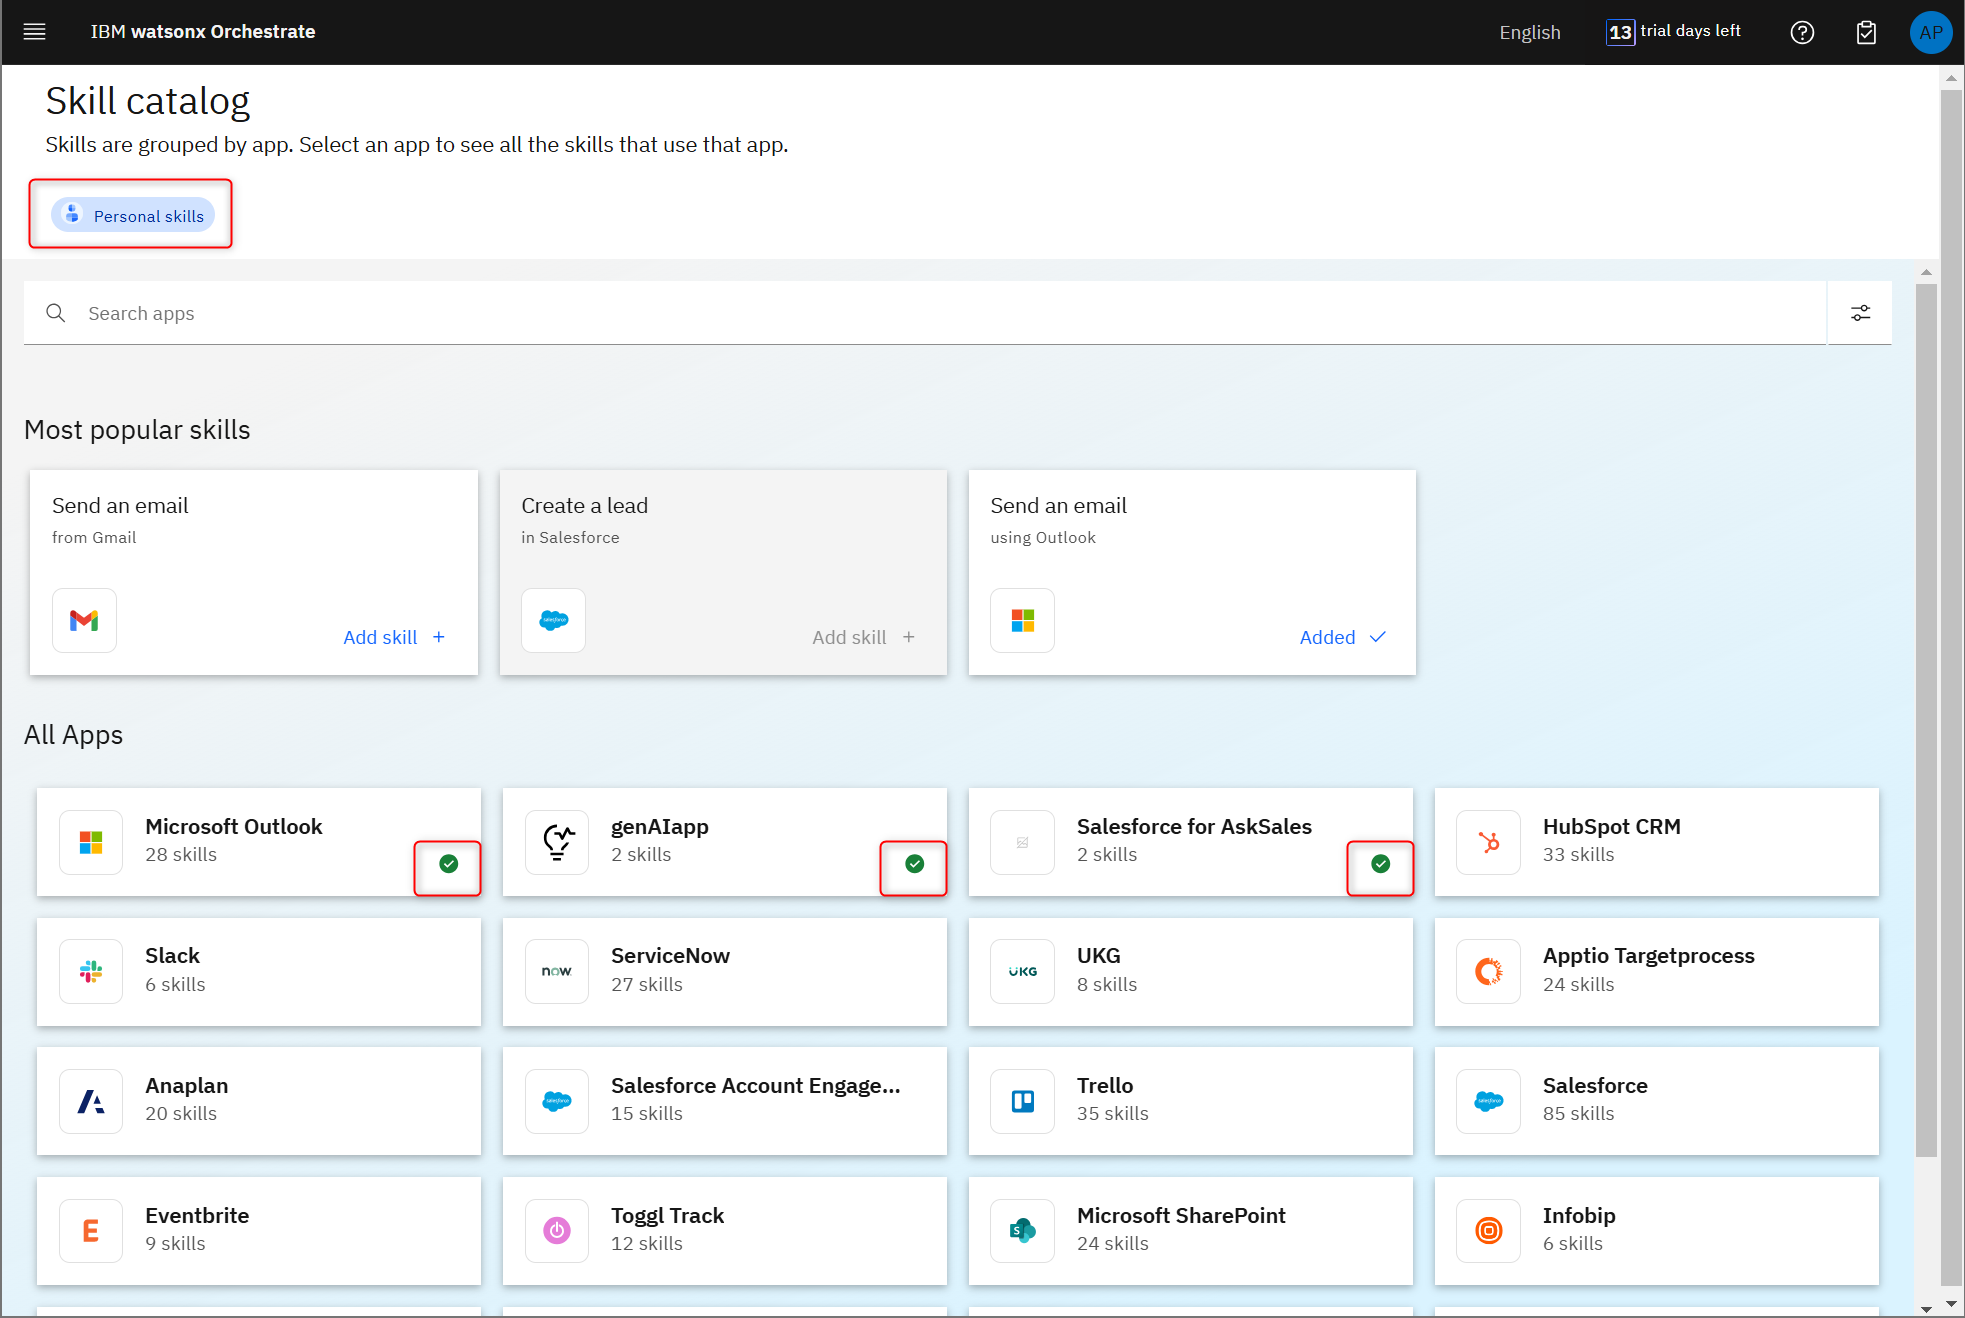 IBM watsonx Orchestrate
English
13 trial days left
AP
Skill catalog
Skills are grouped by app. Select an app to see all the skills that use that app.
Personal skills
Search apps
Most popular skills
Send an email
from Gmail
Add skill +
Create a lead
in Salesforce
salesforce
Add skill +
Send an email
using Outlook
Added
All Apps
Microsoft Outlook
28 skills
genAIapp
2 skills
Salesforce for AskSales
2 skills
HubSpot CRM
33 skills
Slack
6 skills
now.
ServiceNow
27 skills
UKG
UKG
8 skills
Apptio Targetprocess
24 skills
Anaplan
20 skills
salesforce
Salesforce Account Engage...
15 skills
Trello
35 skills
salesforce
Salesforce
85 skills
E
Eventbrite
9 skills
Toggl Track
12 skills
S
Microsoft SharePoint
24 skills
Infobip
6 skills